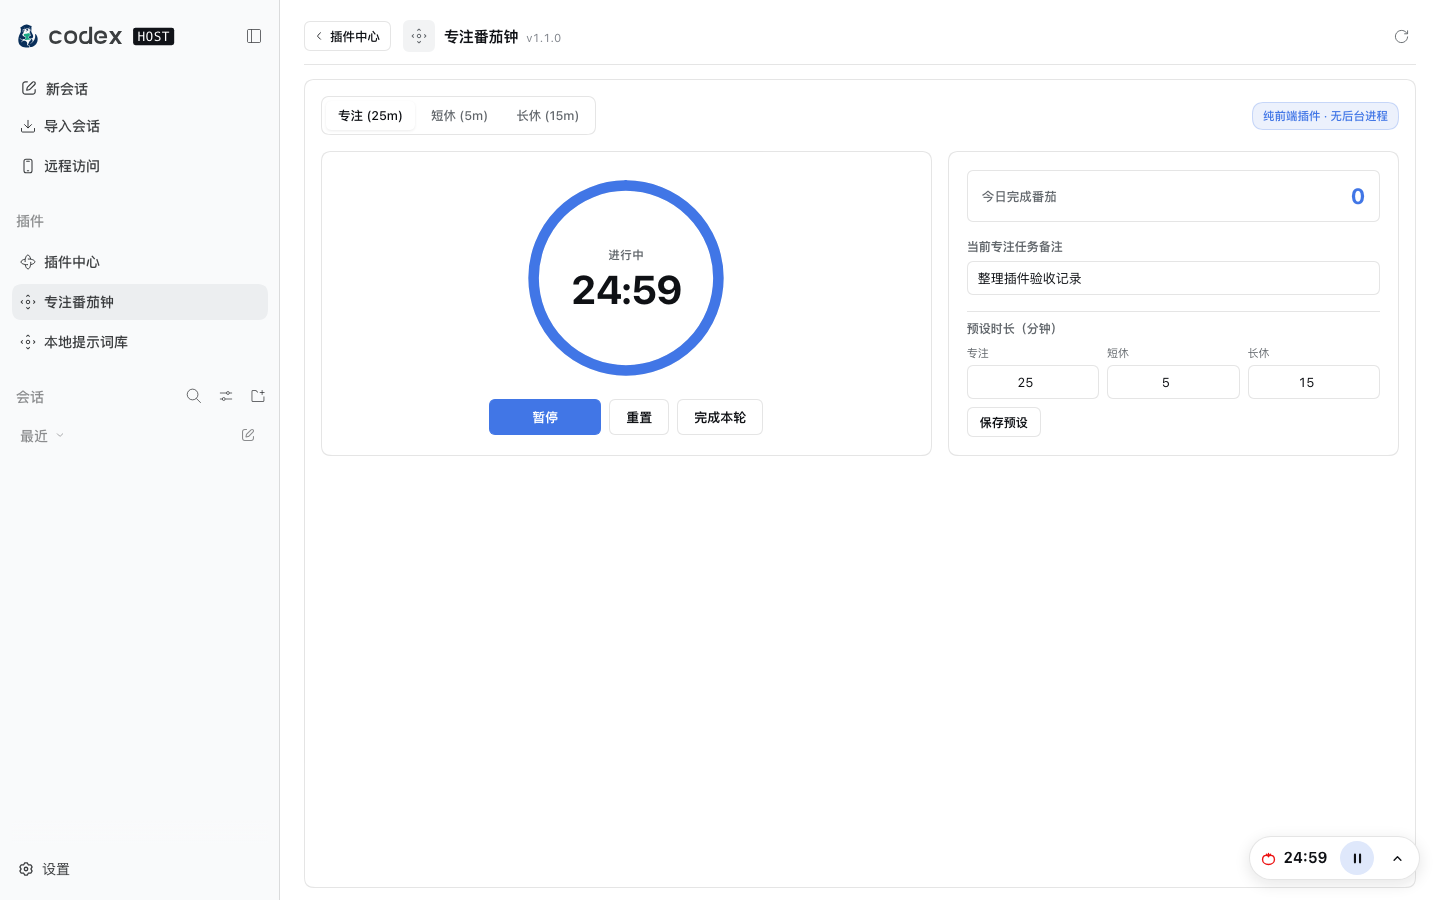 codex HOST
新会话
导入会话
远程访问
插件
插件中心
专注番茄钟
本地提示词库
会话
最近
设置
插件中心
专注番茄钟 v1.1.0
专注 (25m) 短休 (5m) 长休 (15m)
纯前端插件 · 无后台进程
进行中
24:59
暂停 重置 完成本轮
今日完成番茄 0
当前专注任务备注
整理插件验收记录
预设时长（分钟）
专注 短休 长休
25 5 15
保存预设
24:59